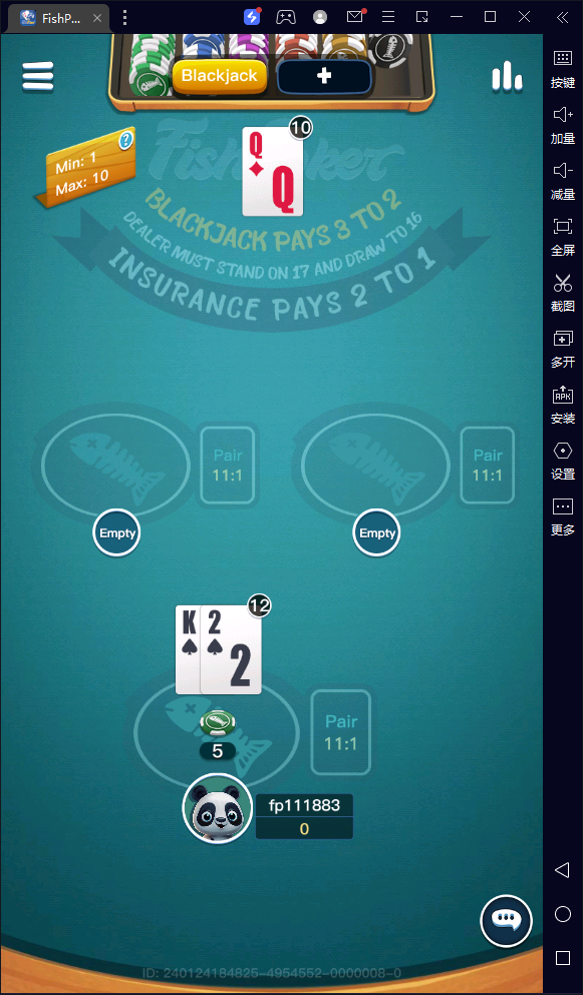 FishP...
按键
加量
减量
全屏
截图
多开
安装
设置
更多
Blackjack
Min: 1
Max: 10
?
10
Q
Q
FishPoker
BLACKJACK PAYS 3 TO 2
DEALER MUST STAND ON 17 AND DRAW TO 16
INSURANCE PAYS 2 TO 1
Pair
11:1
Pair
11:1
Empty
Empty
12
K
2
2
5
Pair
11:1
fp111883
0
ID: 240124184825-4954552-0000008-0